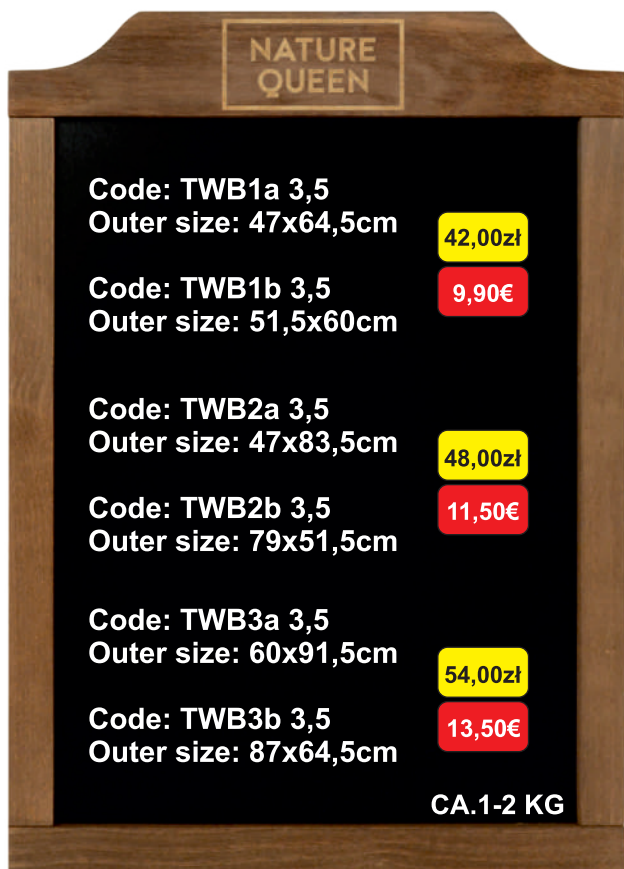 NATURE
QUEEN
Code: TWB1a 3,5
Outer size: 47x64,5cm
42,00zł
Code: TWB1b 3,5
Outer size: 51,5x60cm
9,90€
Code: TWB2a 3,5
Outer size: 47x83,5cm
48,00zł
Code: TWB2b 3,5
Outer size: 79x51,5cm
11,50€
Code: TWB3a 3,5
Outer size: 60x91,5cm
54,00zł
Code: TWB3b 3,5
Outer size: 87x64,5cm
13,50€
CA.1-2 KG